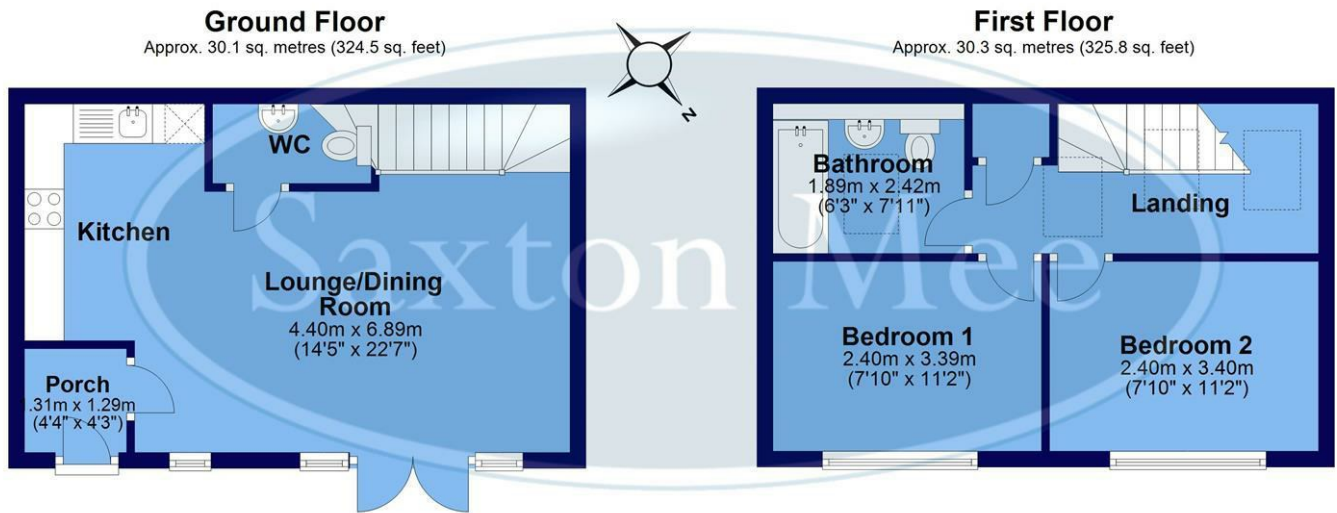 Ground Floor
Approx. 30.1 sq. metres (324.5 sq. feet)
First Floor
Approx. 30.3 sq. metres (325.8 sq. feet)
N
WC
Kitchen
Lounge/Dining
Room
4.40m x 6.89m
(14'5" x 22'7")
Porch
1.31m x 1.29m
(4'4" x 4'3")
Bathroom
1.89m x 2.42m
(6'3" x 7'11")
Landing
Bedroom 1
2.40m x 3.39m
(7'10" x 11'2")
Bedroom 2
2.40m x 3.40m
(7'10" x 11'2")
Saxton Mee